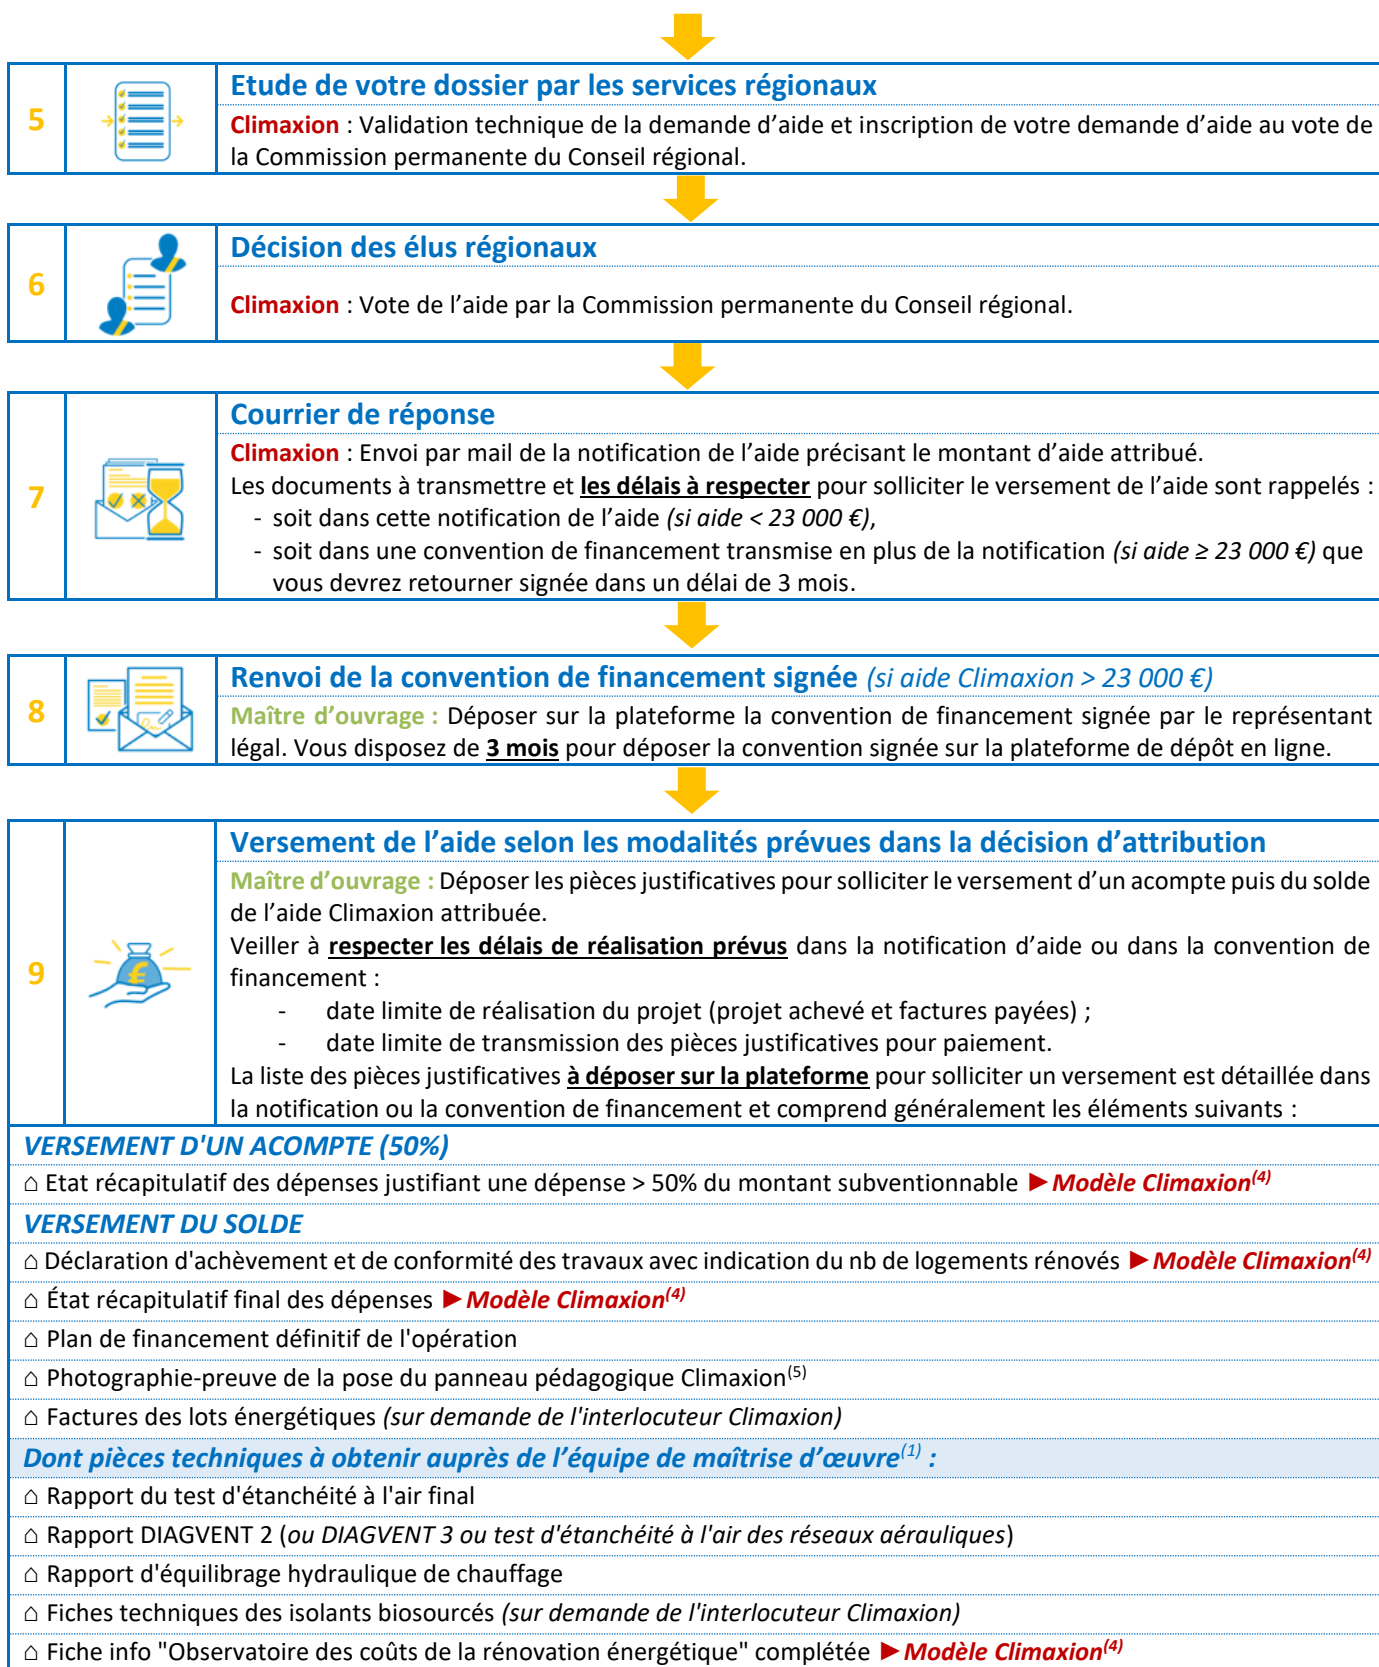 5
Etude de votre dossier par les services régionaux
Climaxion : Validation technique de la demande d’aide et inscription de votre demande d’aide au vote de
la Commission permanente du Conseil régional.
6
Décision des élus régionaux
Climaxion : Vote de l’aide par la Commission permanente du Conseil régional.
7
Courrier de réponse
Climaxion : Envoi par mail de la notification de l’aide précisant le montant d’aide attribué.
Les documents à transmettre et les délais à respecter pour solliciter le versement de l’aide sont rappelés :
- soit dans cette notification de l’aide (si aide < 23 000 €),
- soit dans une convention de financement transmise en plus de la notification (si aide ≥ 23 000 €) que
vous devrez retourner signée dans un délai de 3 mois.
8
Renvoi de la convention de financement signée (si aide Climaxion > 23 000 €)
Maître d’ouvrage : Déposer sur la plateforme la convention de financement signée par le représentant
légal. Vous disposez de 3 mois pour déposer la convention signée sur la plateforme de dépôt en ligne.
9
Versement de l’aide selon les modalités prévues dans la décision d’attribution
Maître d’ouvrage : Déposer les pièces justificatives pour solliciter le versement d’un acompte puis du solde
de l’aide Climaxion attribuée.
Veiller à respecter les délais de réalisation prévus dans la notification d’aide ou dans la convention de
financement :
- date limite de réalisation du projet (projet achevé et factures payées) ;
- date limite de transmission des pièces justificatives pour paiement.
La liste des pièces justificatives à déposer sur la plateforme pour solliciter un versement est détaillée dans
la notification ou la convention de financement et comprend généralement les éléments suivants :
VERSEMENT D'UN ACOMPTE (50%)
⌂ Etat récapitulatif des dépenses justifiant une dépense > 50% du montant subventionnable ►Modèle Climaxion(4)
VERSEMENT DU SOLDE
⌂ Déclaration d'achèvement et de conformité des travaux avec indication du nb de logements rénovés ►Modèle Climaxion(4)
⌂ État récapitulatif final des dépenses ►Modèle Climaxion(4)
⌂ Plan de financement définitif de l'opération
⌂ Photographie-preuve de la pose du panneau pédagogique Climaxion(5)
⌂ Factures des lots énergétiques (sur demande de l'interlocuteur Climaxion)
Dont pièces techniques à obtenir auprès de l’équipe de maîtrise d’œuvre(1) :
⌂ Rapport du test d'étanchéité à l'air final
⌂ Rapport DIAGVENT 2 (ou DIAGVENT 3 ou test d'étanchéité à l'air des réseaux aérauliques)
⌂ Rapport d'équilibrage hydraulique de chauffage
⌂ Fiches techniques des isolants biosourcés (sur demande de l'interlocuteur Climaxion)
⌂ Fiche info "Observatoire des coûts de la rénovation énergétique" complétée ►Modèle Climaxion(4)